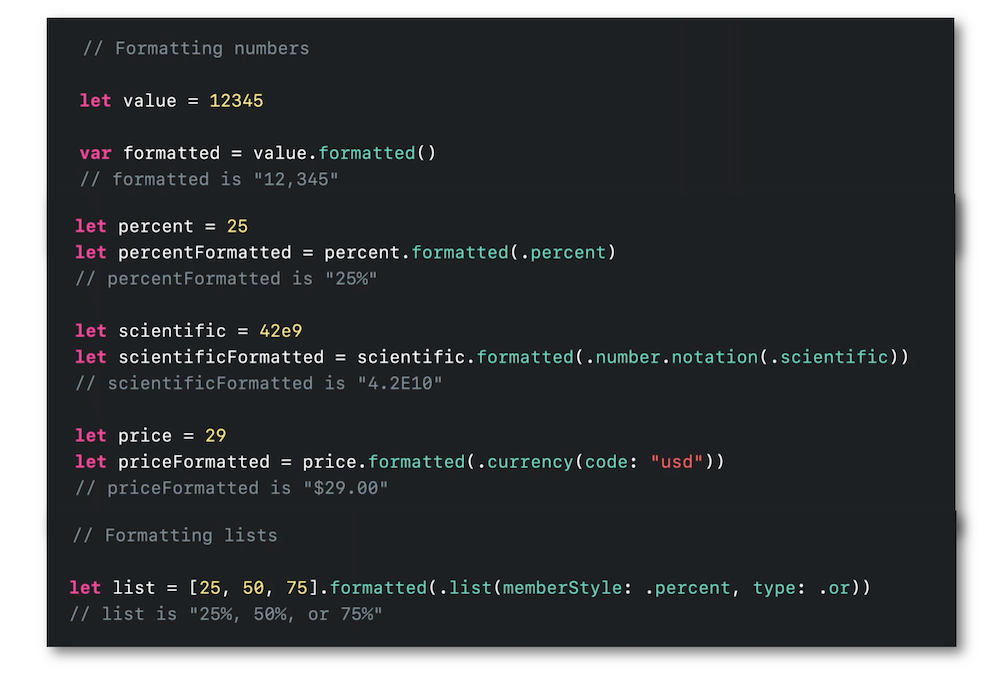 // Formatting numbers
let value = 12345
var formatted = value.formatted()
// formatted is "12,345"
let percent = 25
let percentFormatted = percent.formatted(.percent)
// percentFormatted is "25%"
let scientific = 42e9
let scientificFormatted = scientific.formatted(.number.notation(.scientific))
// scientificFormatted is "4.2E10"
let price = 29
let priceFormatted = price.formatted(.currency(code: "usd"))
// priceFormatted is "$29.00"
// Formatting lists
let list = [25, 50, 75].formatted(.list(memberStyle: .percent, type: .or))
// list is "25%, 50%, or 75%"